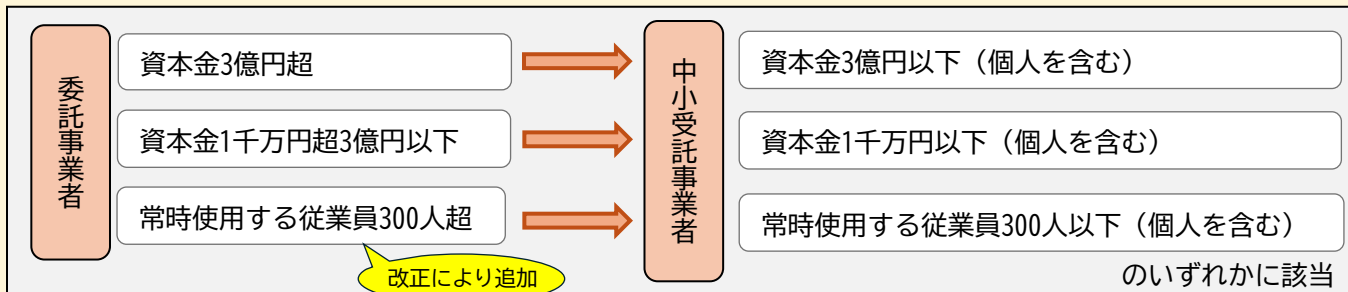 委託事業者
資本金3億円超
資本金1千万円超3億円以下
常時使用する従業員300人超
改正により追加
中小受託事業者
資本金3億円以下（個人を含む）
資本金1千万円以下（個人を含む）
常時使用する従業員300人以下（個人を含む）
のいずれかに該当